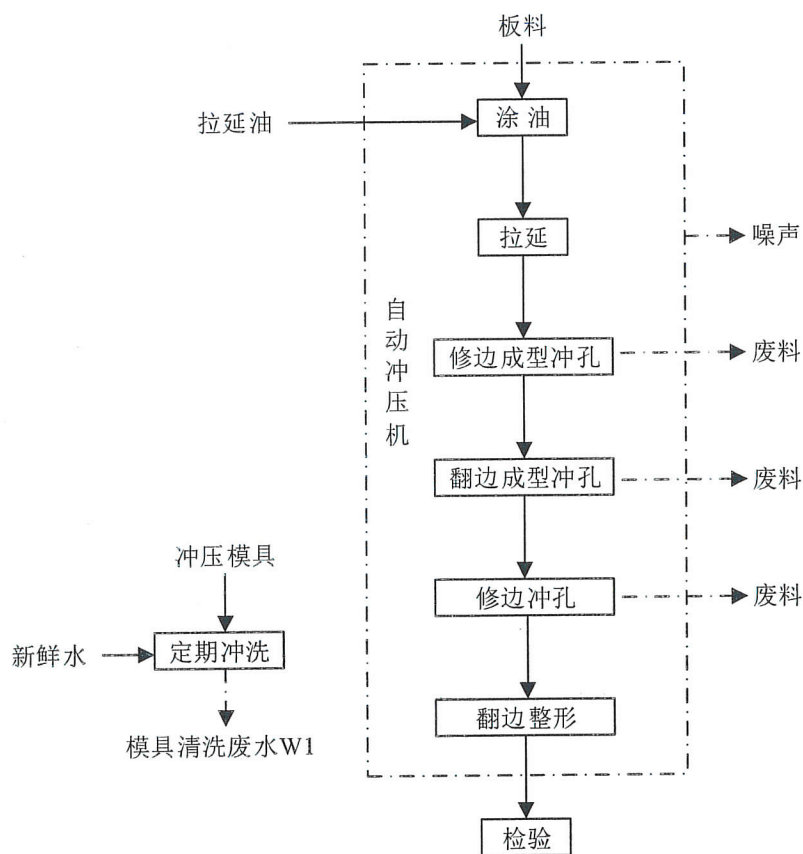 板料
涂油
拉延油
拉延
噪声
自动冲压机
修边成型冲孔
废料
翻边成型冲孔
废料
冲压模具
修边冲孔
废料
新鲜水
定期冲洗
翻边整形
模具清洗废水W1
检验